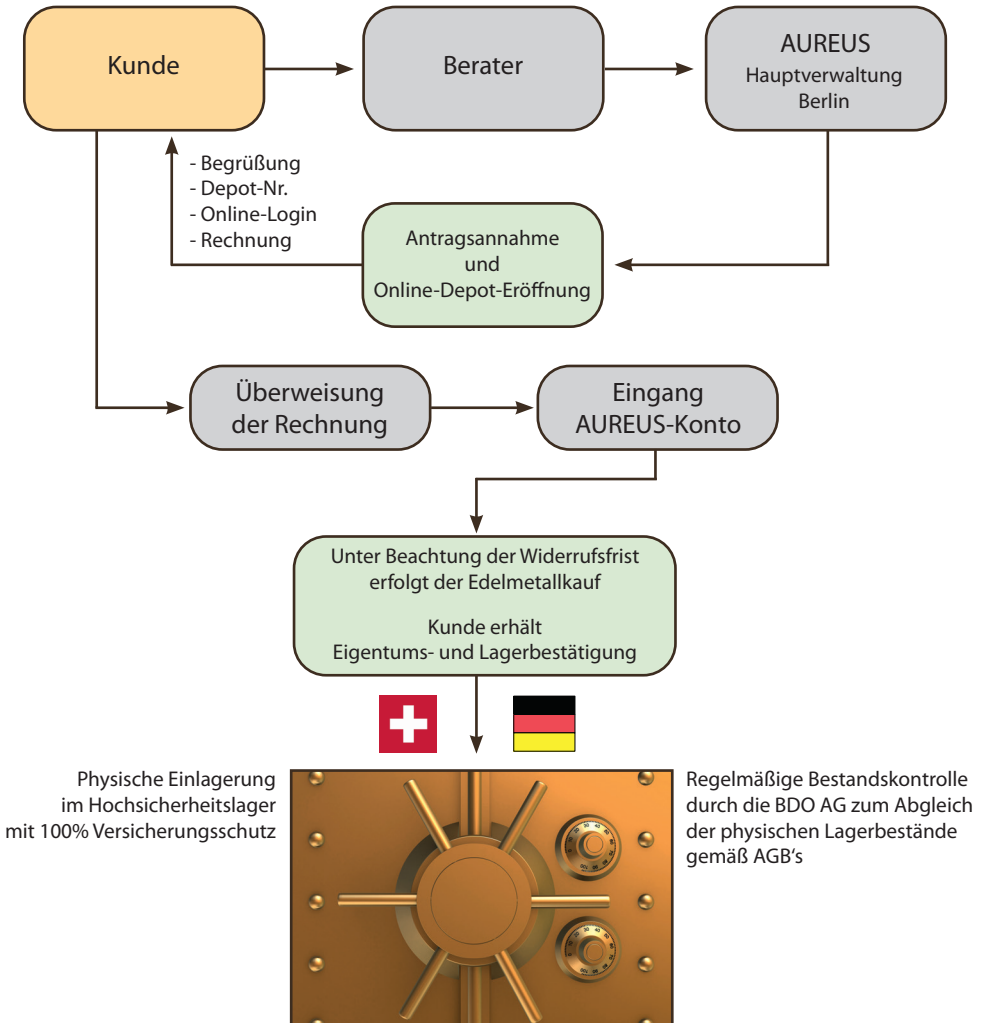 Kunde
Berater
AUREUS
Hauptverwaltung
Berlin
- Begrüßung
- Depot-Nr.
- Online-Login
- Rechnung
Antragsannahme
und
Online-Depot-Eröffnung
Überweisung
der Rechnung
Eingang
AUREUS-Konto
Unter Beachtung der Widerrufsfrist
erfolgt der Edelmetallkauf
Kunde erhält
Eigentums- und Lagerbestätigung
Physische Einlagerung
im Hochsicherheitslager
mit 100% Versicherungsschutz
Regelmäßige Bestandskontrolle
durch die BDO AG zum Abgleich
der physischen Lagerbestände
gemäß AGB‘s